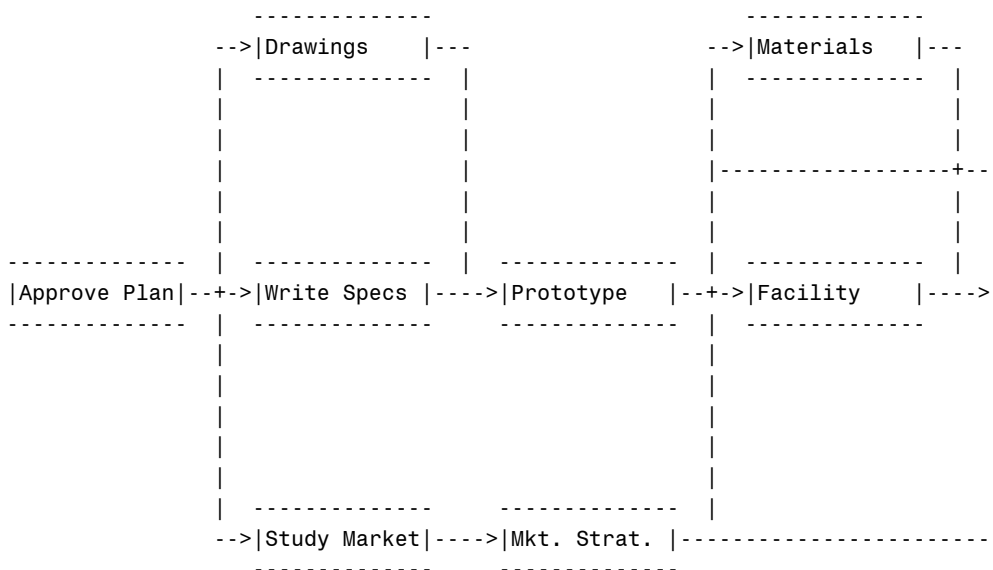 Drawings
Materials
Approve Plan
Write Specs
Prototype
Facility
Study Market
Mkt. Strat.